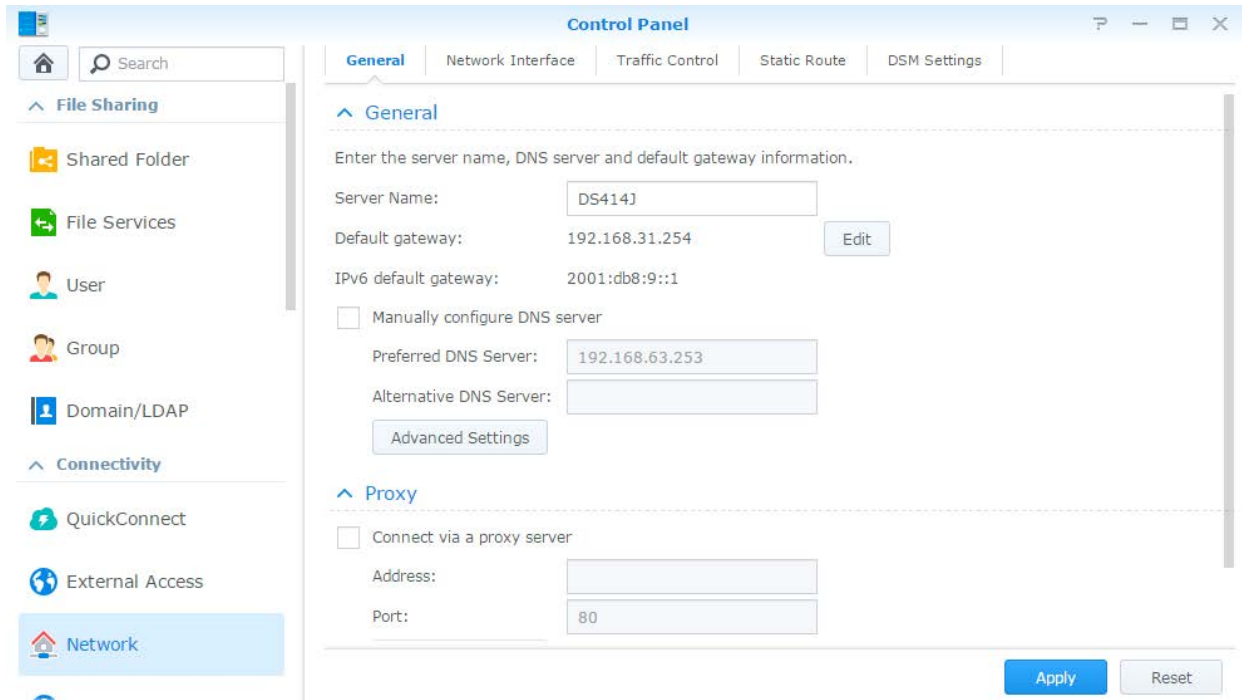 Control Panel
Search
General
Network Interface
Traffic Control
Static Route
DSM Settings
File Sharing
Shared Folder
File Services
User
Group
Domain/LDAP
Connectivity
QuickConnect
External Access
Network
General
Enter the server name, DNS server and default gateway information.
Server Name: DS414J
Default gateway: 192.168.31.254 Edit
IPv6 default gateway: 2001:db8:9::1
Manually configure DNS server
Preferred DNS Server: 192.168.63.253
Alternative DNS Server:
Advanced Settings
Proxy
Connect via a proxy server
Address:
Port: 80
Apply Reset